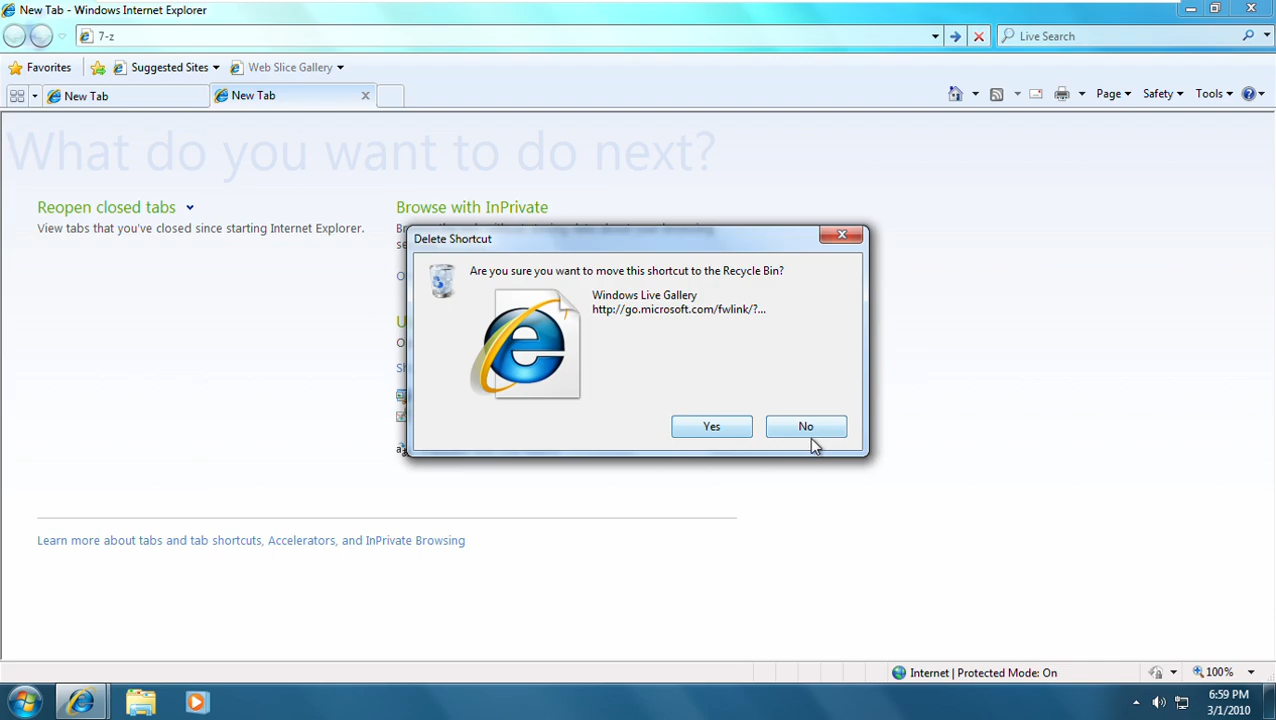 New Tab - Windows Internet Explorer
7-z
Live Search
Favorites
Suggested Sites
Web Slice Gallery
New Tab
New Tab
Page
Safety
Tools
What do you want to do next?
Reopen closed tabs
View tabs that you've closed since starting Internet Explorer.
Browse with InPrivate
Delete Shortcut
Are you sure you want to move this shortcut to the Recycle Bin?
Windows Live Gallery
http://go.microsoft.com/fwlink/?...
Yes
No
Learn more about tabs and tab shortcuts, Accelerators, and InPrivate Browsing
Internet | Protected Mode: On
100%
6:59 PM
3/1/2010